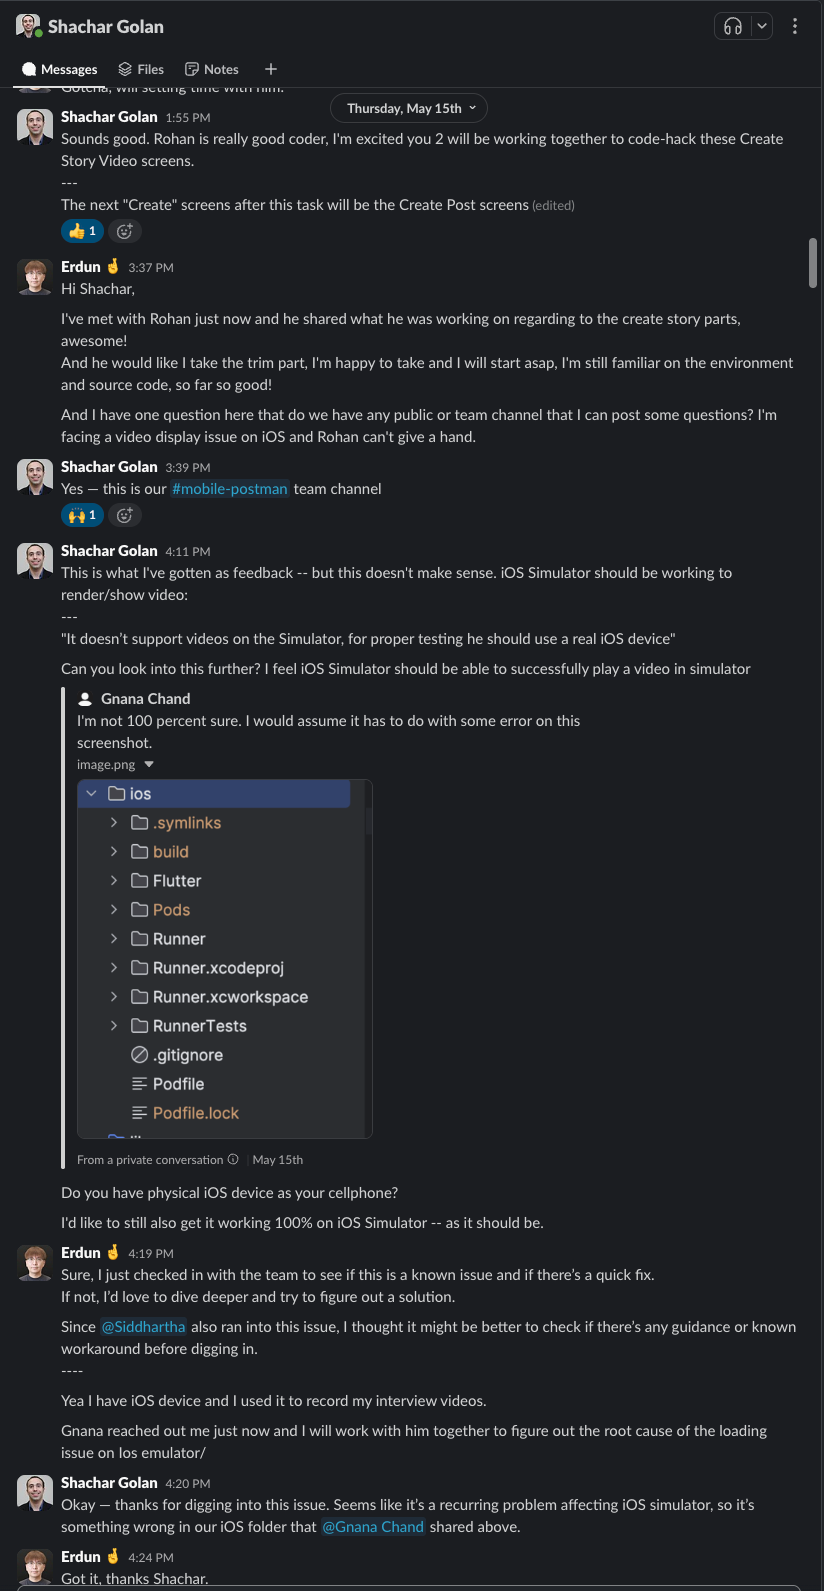 Shachar Golan
Messages
Files
Notes
Gotcha, will setting time with him.
Thursday, May 15th
Shachar Golan 1:55 PM
Sounds good. Rohan is really good coder, I'm excited you 2 will be working together to code-hack these Create
Story Video screens.
---
The next "Create" screens after this task will be the Create Post screens (edited)
👍 1
Erdun 🤞 3:37 PM
Hi Shachar,
I've met with Rohan just now and he shared what he was working on regarding to the create story parts,
awesome!
And he would like I take the trim part, I'm happy to take and I will start asap, I'm still familiar on the environment
and source code, so far so good!
And I have one question here that do we have any public or team channel that I can post some questions? I'm
facing a video display issue on iOS and Rohan can't give a hand.
Shachar Golan 3:39 PM
Yes — this is our #mobile-postman team channel
🙌 1
Shachar Golan 4:11 PM
This is what I've gotten as feedback -- but this doesn't make sense. iOS Simulator should be working to
render/show video:
---
"It doesn’t support videos on the Simulator, for proper testing he should use a real iOS device"
Can you look into this further? I feel iOS Simulator should be able to successfully play a video in simulator
Gnana Chand
I'm not 100 percent sure. I would assume it has to do with some error on this
screenshot.
image.png
ios
.symlinks
build
Flutter
Pods
Runner
Runner.xcodeproj
Runner.xcworkspace
RunnerTests
.gitignore
Podfile
Podfile.lock
From a private conversation | May 15th
Do you have physical iOS device as your cellphone?
I'd like to still also get it working 100% on iOS Simulator -- as it should be.
Erdun 🤞 4:19 PM
Sure, I just checked in with the team to see if this is a known issue and if there’s a quick fix.
If not, I’d love to dive deeper and try to figure out a solution.
Since @Siddhartha also ran into this issue, I thought it might be better to check if there’s any guidance or known
workaround before digging in.
----
Yea I have iOS device and I used it to record my interview videos.
Gnana reached out me just now and I will work with him together to figure out the root cause of the loading
issue on Ios emulator/
Shachar Golan 4:20 PM
Okay — thanks for digging into this issue. Seems like it’s a recurring problem affecting iOS simulator, so it’s
something wrong in our iOS folder that @Gnana Chand shared above.
Erdun 🤞 4:24 PM
Got it, thanks Shachar.